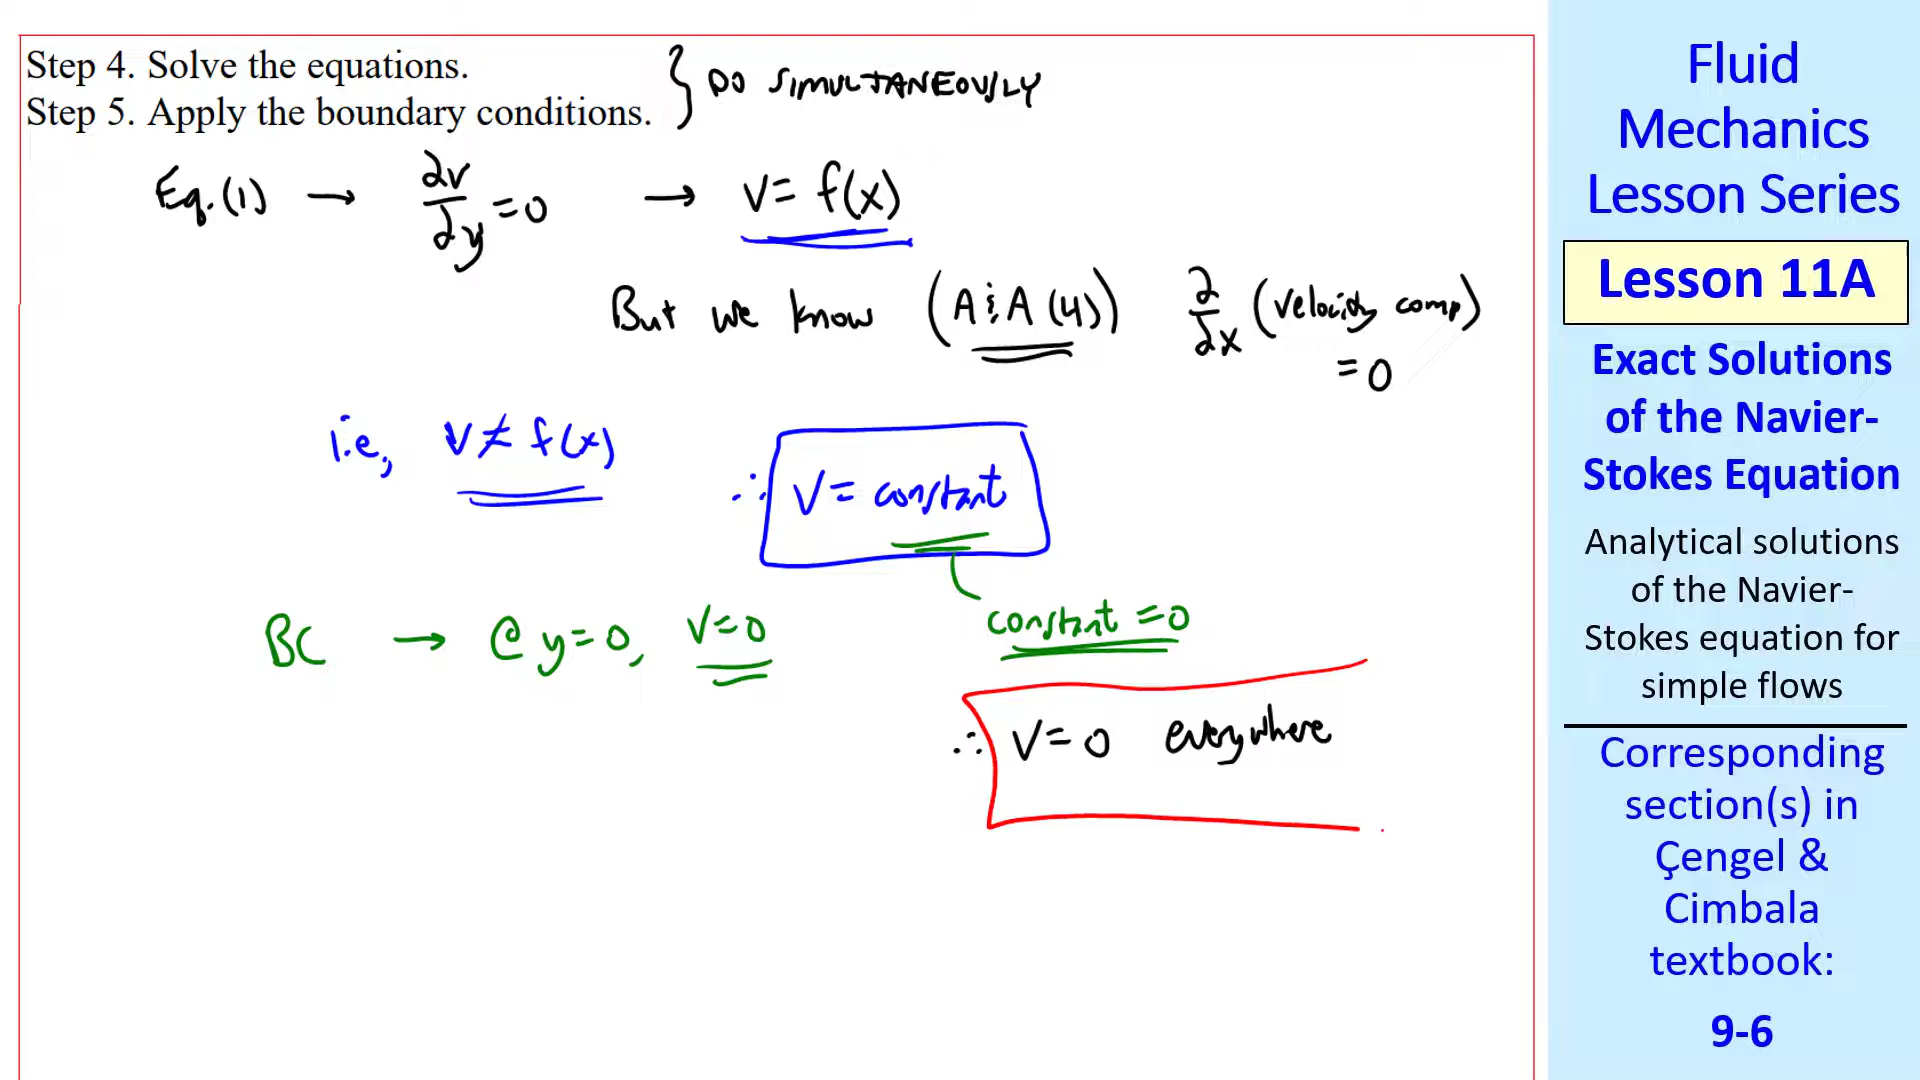 Step 4. Solve the equations.
Step 5. Apply the boundary conditions.
} DO SIMULTANEOUSLY
Eq.(1) → ∂v/∂y = 0 → v = f(x)
But we know (A&A (4)) ∂/∂x (velocity comp) = 0
i.e., v ≠ f(x)
∴ V = constant
constant = 0
BC → @ y = 0, V = 0
∴ V = 0 everywhere
Fluid
Mechanics
Lesson Series
Lesson 11A
Exact Solutions
of the Navier-
Stokes Equation
Analytical solutions
of the Navier-
Stokes equation for
simple flows
Corresponding
section(s) in
Çengel &
Cimbala
textbook:
9-6